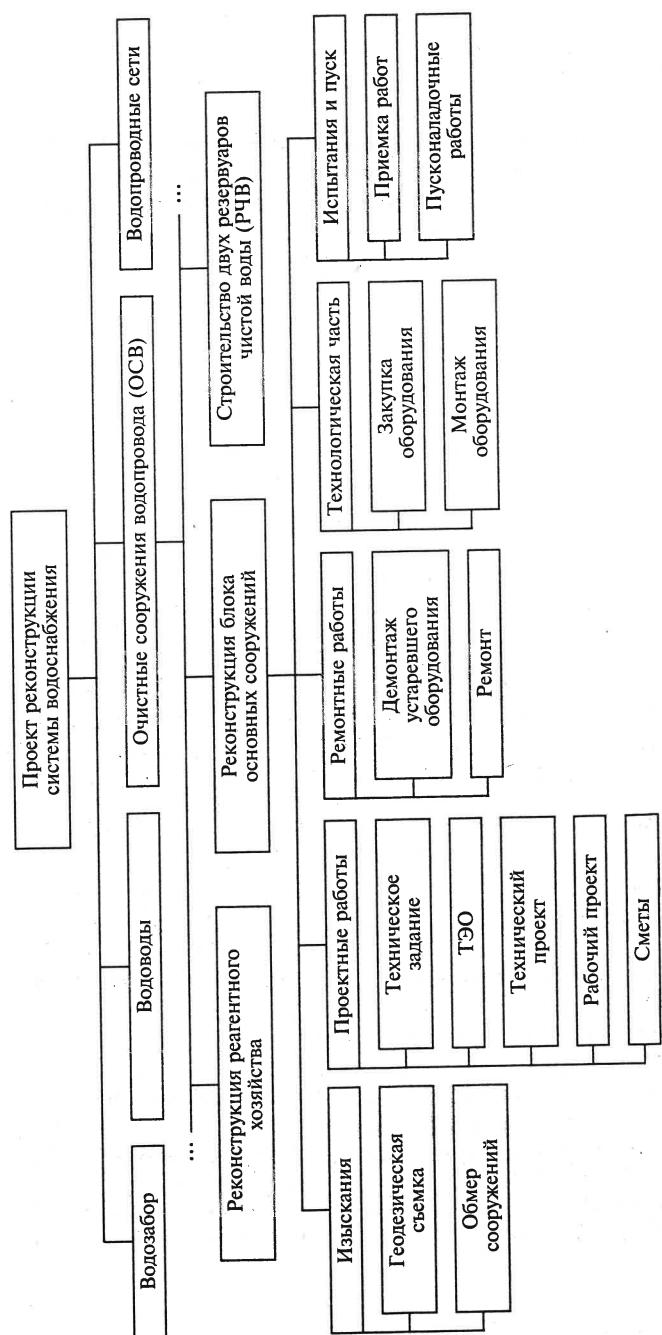 Проект реконструкции
системы водоснабжения
Водозабор
Водоводы
Очистные сооружения водопровода (ОСВ)
Водопроводные сети
...
Реконструкция реагентного
хозяйства
Реконструкция блока
основных сооружений
Строительство двух резервуаров
чистой воды (РЧВ)
...
Изыскания
Геодезическая
съемка
Обмер
сооружений
Проектные работы
Техническое
задание
ТЭО
Технический
проект
Рабочий проект
Сметы
Ремонтные работы
Демонтаж
устаревшего
оборудования
Ремонт
Технологическая часть
Закупка
оборудования
Монтаж
оборудования
Испытания и пуск
Приемка работ
Пусконаладочные
работы